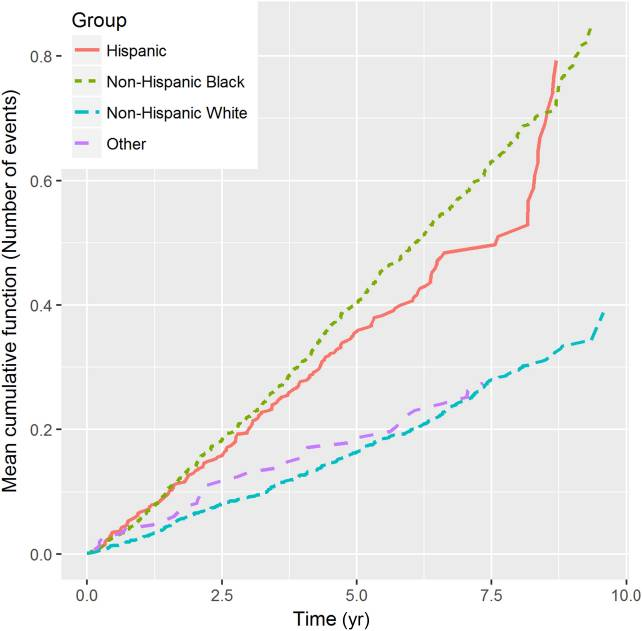 Group
Hispanic
Non-Hispanic Black
Non-Hispanic White
Other
Mean cumulative function (Number of events)
0.8
0.6
0.4
0.2
0.0
0.0 2.5 5.0 7.5 10.0
Time (yr)